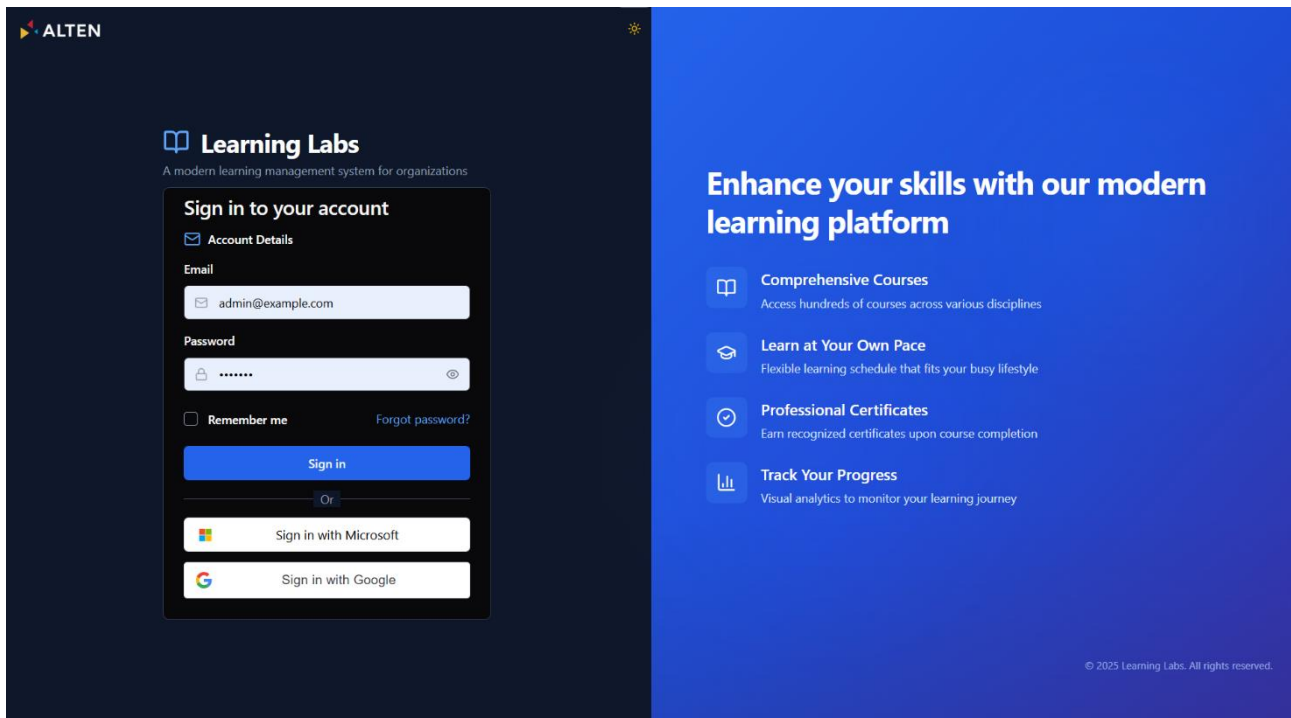 ALTEN
Learning Labs
A modern learning management system for organizations
Sign in to your account
Account Details
Email
admin@example.com
Password
•••••••
Remember me
Forgot password?
Sign in
Or
Sign in with Microsoft
Sign in with Google
Enhance your skills with our modern
learning platform
Comprehensive Courses
Access hundreds of courses across various disciplines
Learn at Your Own Pace
Flexible learning schedule that fits your busy lifestyle
Professional Certificates
Earn recognized certificates upon course completion
Track Your Progress
Visual analytics to monitor your learning journey
© 2025 Learning Labs. All rights reserved.